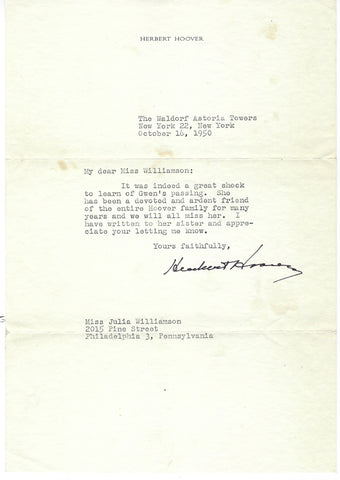 HERBERT HOOVER
The Waldorf Astoria Towers
New York 22, New York
October 16, 1950
My dear Miss Williamson:
It was indeed a great shock
to learn of Gwen's passing. She
has been a devoted and ardent friend
of the entire Hoover family for many
years and we will all miss her. I
have written to her sister and appre-
ciate your letting me know.
Yours faithfully,
Herbert Hoover
Miss Julia Williamson
2015 Pine Street
Philadelphia 3, Pennsylvania